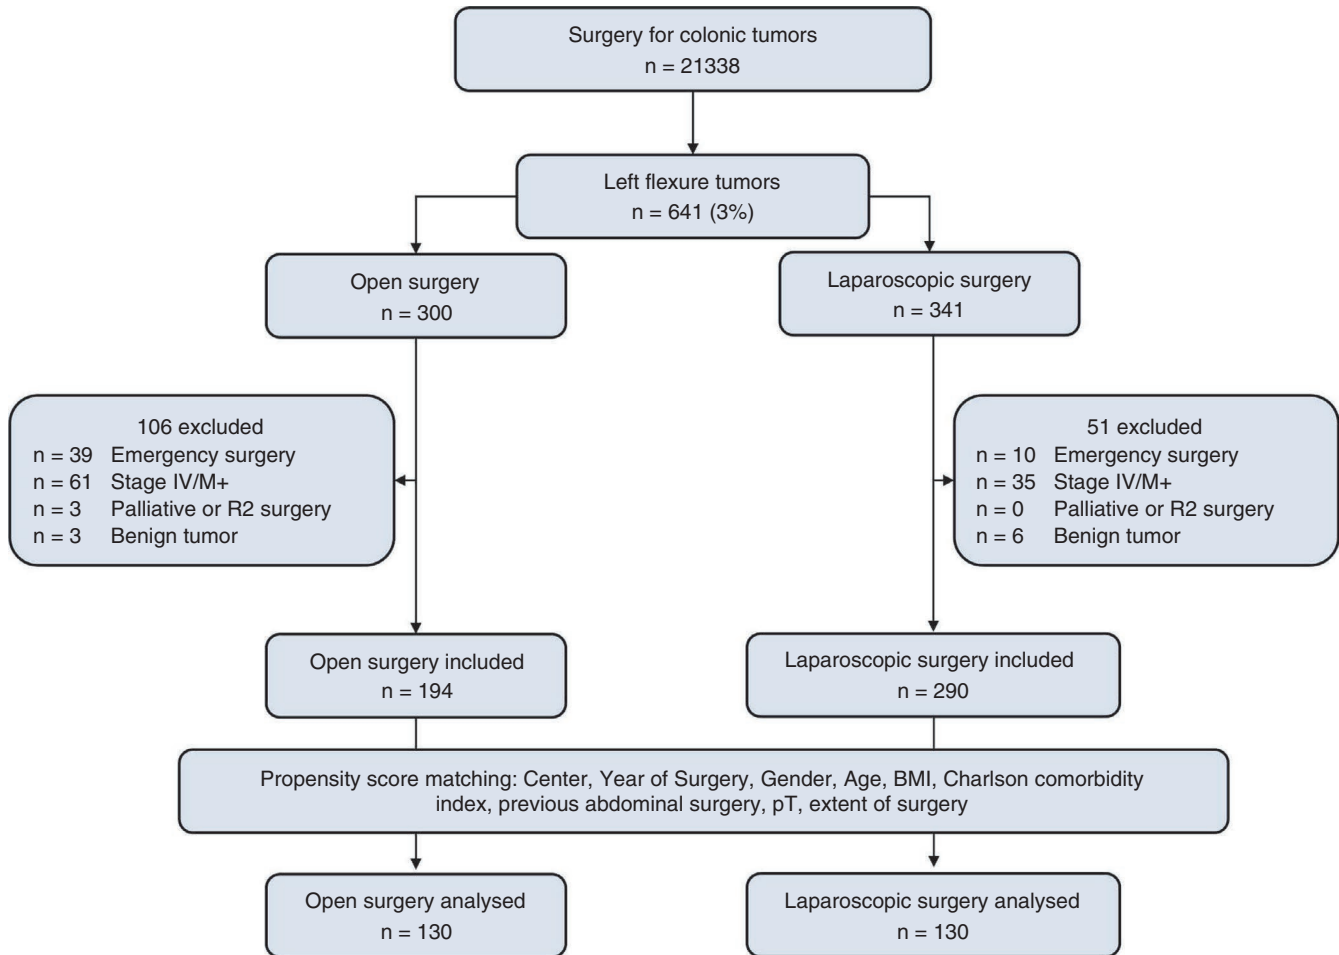 Surgery for colonic tumors
n = 21338
Left flexure tumors
n = 641 (3%)
Open surgery
n = 300
Laparoscopic surgery
n = 341
106 excluded
n = 39 Emergency surgery
n = 61 Stage IV/M+
n = 3 Palliative or R2 surgery
n = 3 Benign tumor
51 excluded
n = 10 Emergency surgery
n = 35 Stage IV/M+
n = 0 Palliative or R2 surgery
n = 6 Benign tumor
Open surgery included
n = 194
Laparoscopic surgery included
n = 290
Propensity score matching: Center, Year of Surgery, Gender, Age, BMI, Charlson comorbidity
index, previous abdominal surgery, pT, extent of surgery
Open surgery analysed
n = 130
Laparoscopic surgery analysed
n = 130